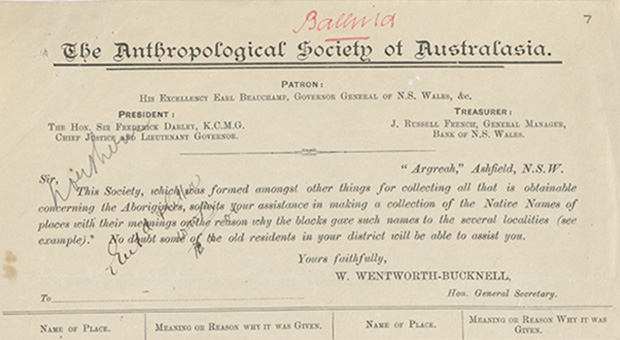 Ballina
7
The Anthropological Society of Australasia.
PATRON:
HIS EXCELLENCY EARL BEAUCHAMP, GOVERNOR GENERAL OF N.S. WALES, &c.
PRESIDENT:
THE HON. SIR FREDERICK DARLEY, K.C.M.G.
CHIEF JUSTICE AND LIEUTENANT GOVERNOR.
TREASURER:
J. RUSSELL FRENCH, GENERAL MANAGER,
BANK OF N.S. WALES.
"Argreah," Ashfield, N.S.W.
Sir,
This Society, which was formed amongst other things for collecting all that is obtainable
concerning the Aborigines, solicits your assistance in making a collection of the Native Names of
places with their meanings or the reason why the blacks gave such names to the several localities (see
example).* No doubt some of the old residents in your district will be able to assist you.
Yours faithfully,
W. WENTWORTH-BUCKNELL,
Hon. General Secretary.
To
NAME OF PLACE.
MEANING OR REASON WHY IT WAS GIVEN.
NAME OF PLACE.
MEANING OR REASON WHY IT WAS
GIVEN.